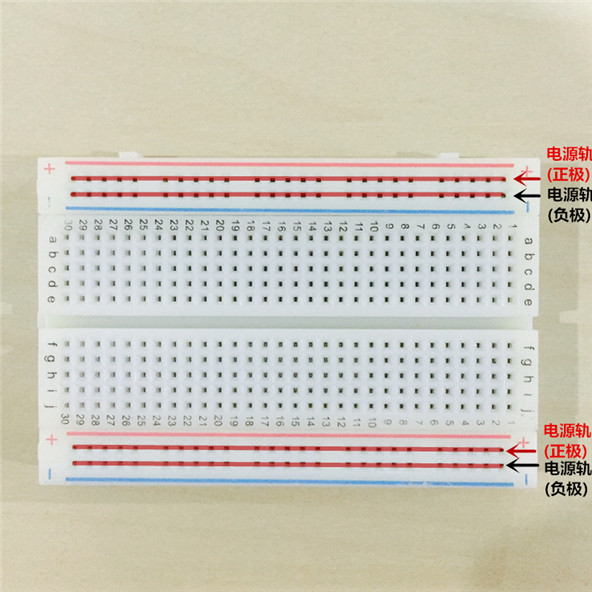 电源轨
+ + (正极)
- - 电源轨
(负极)
30 29 28 27 26 25 24 23 22 21 20 19 18 17 16 15 14 13 12 11 10 9 8 7 6 5 4 3 2 1
a a
b b
c c
d d
e e
f f
g g
h h
i i
j j
30 29 28 27 26 25 24 23 22 21 20 19 18 17 16 15 14 13 12 11 10 9 8 7 6 5 4 3 2 1
电源轨
+ + (正极)
- - 电源轨
(负极)